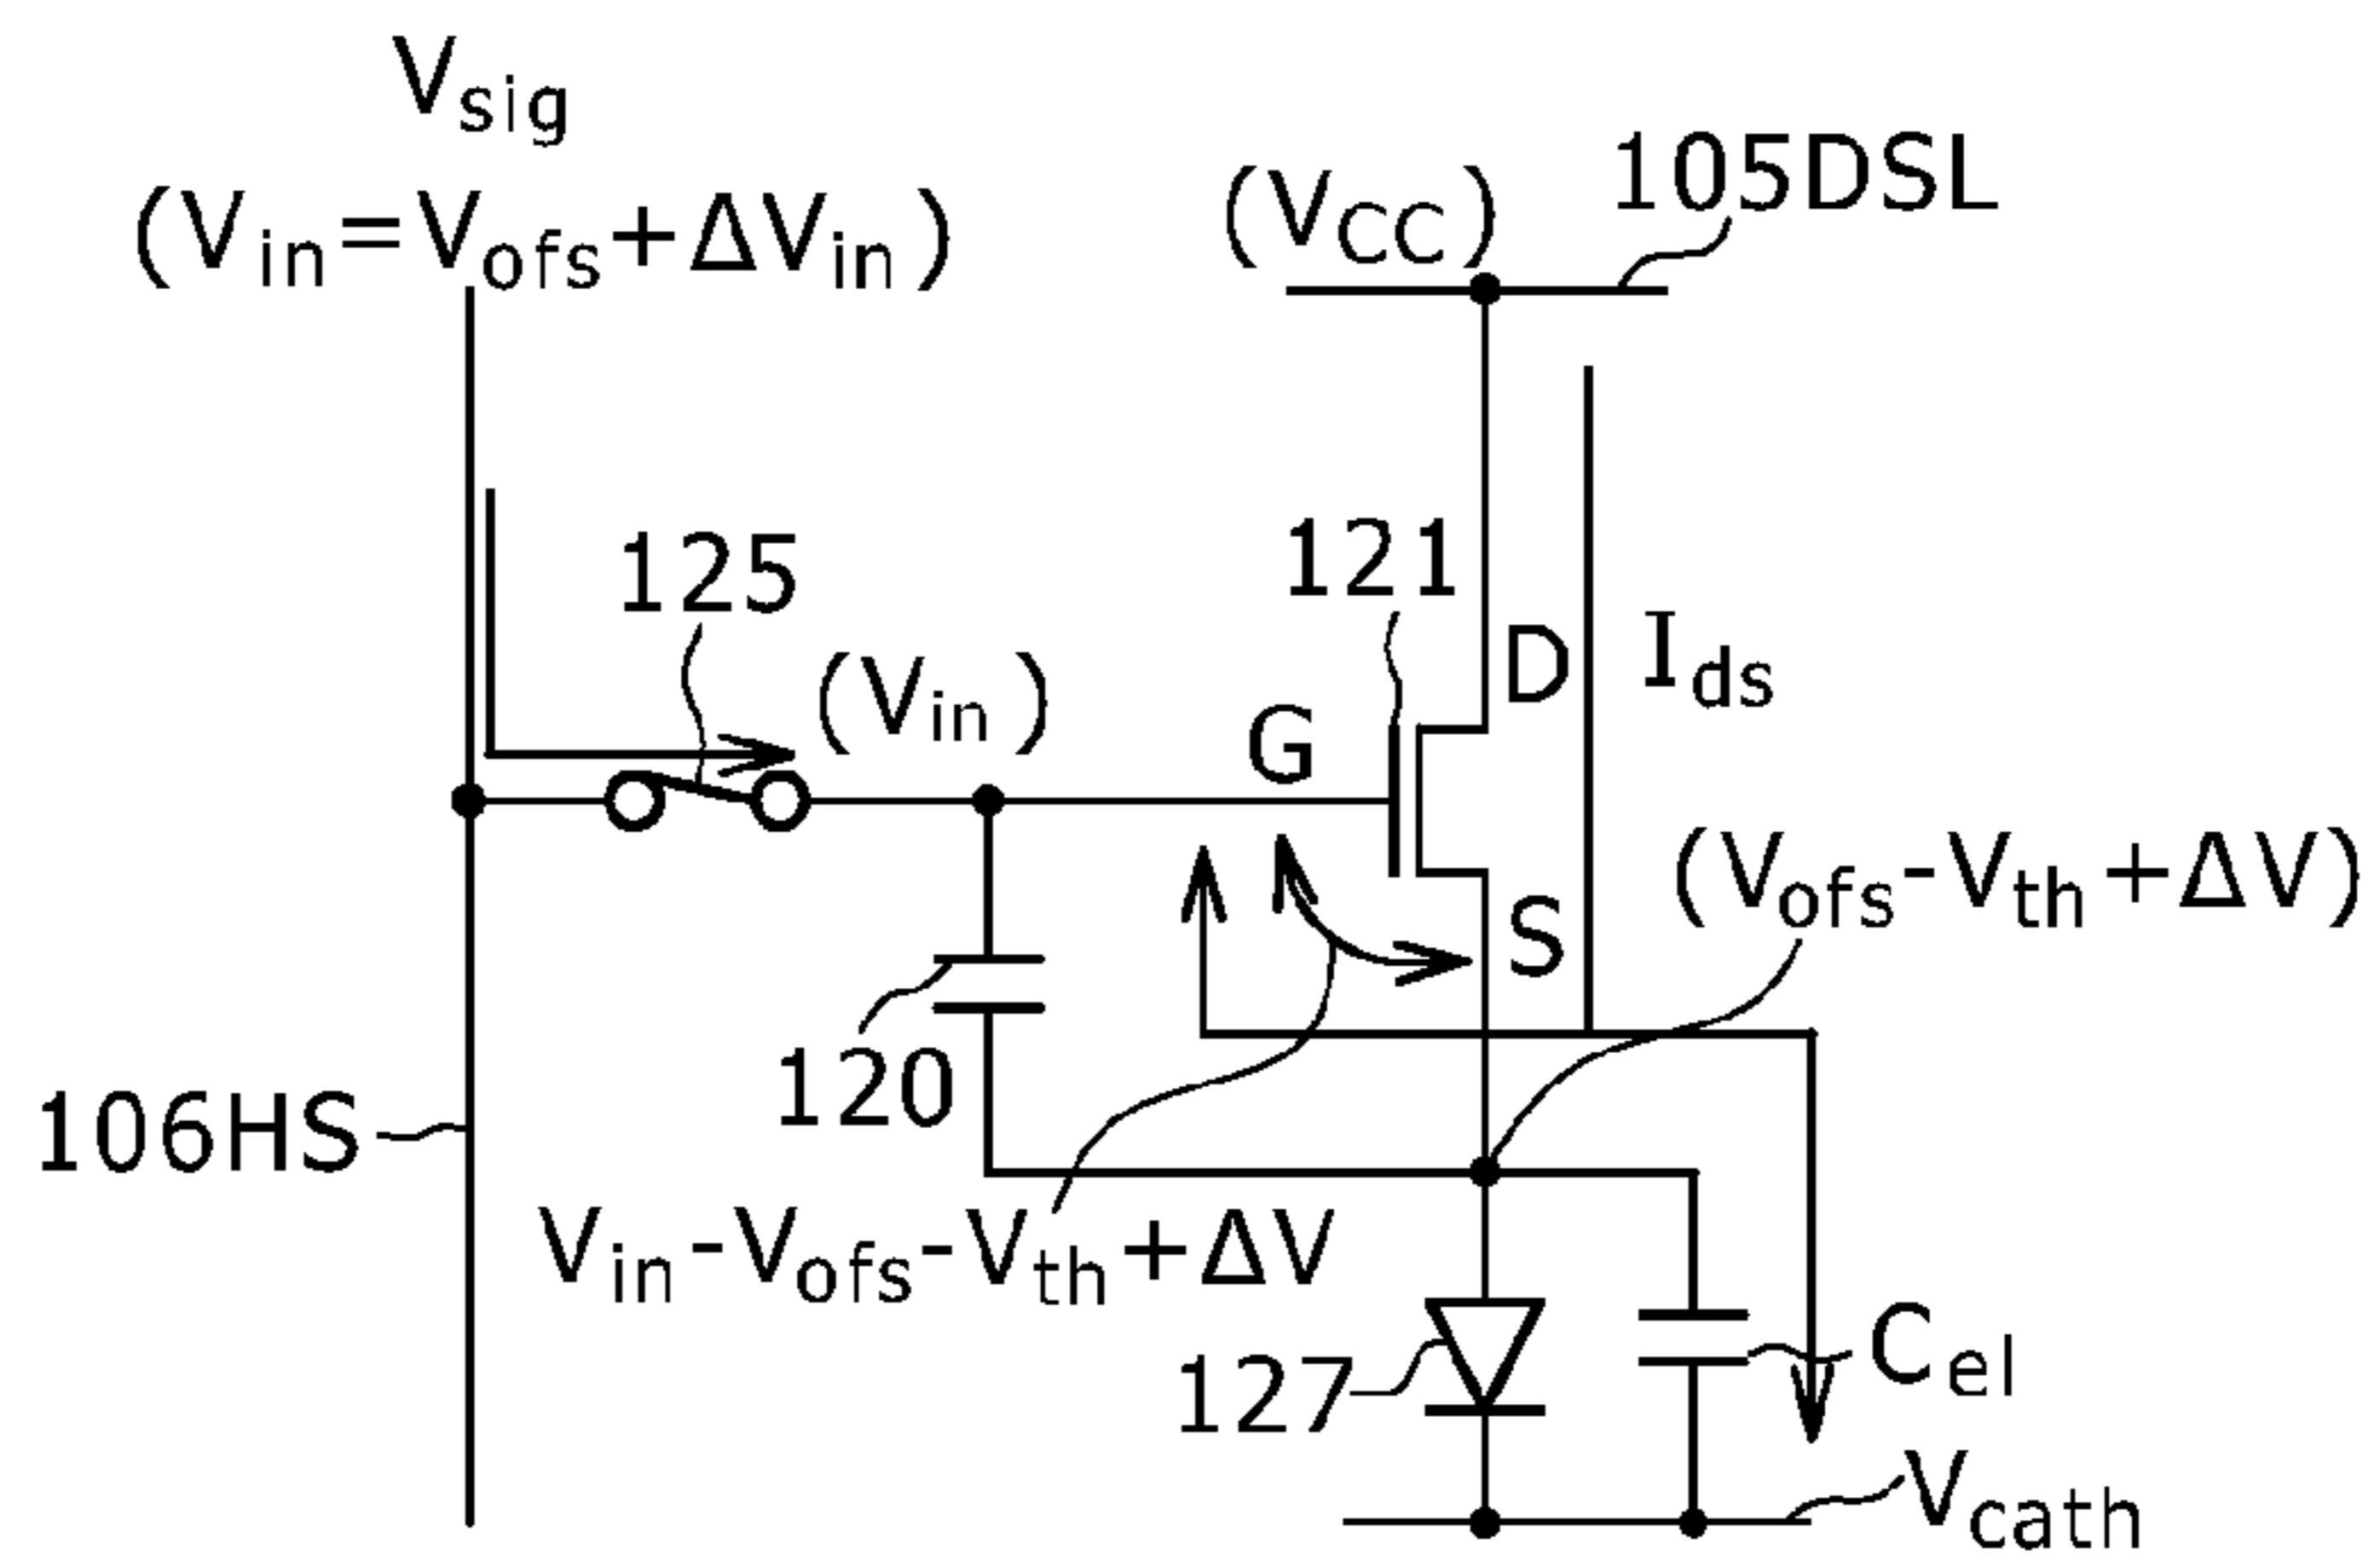 Vsig
(Vin=Vofs+ΔVin)
(VCC)
105DSL
125
121
(Vin)
D
Ids
G
(Vofs-Vth+ΔV)
S
120
106HS
Vin-Vofs-Vth+ΔV
127
Cel
Vcath